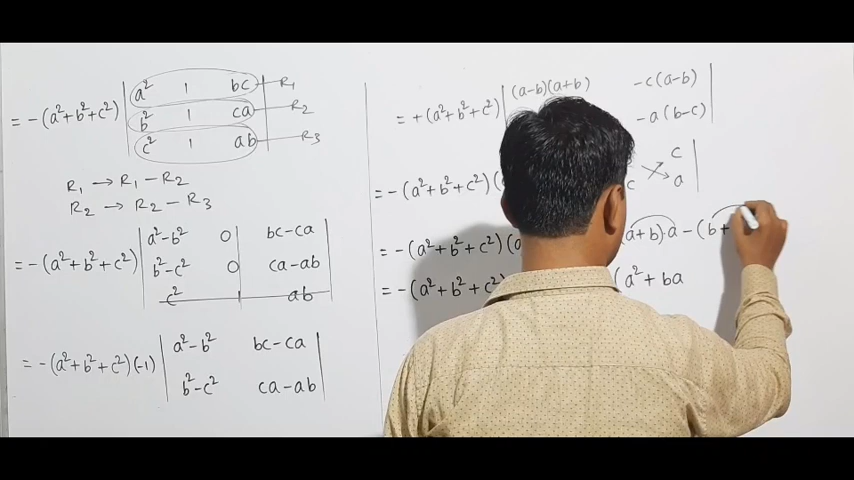 = -(a²+b²+c²) | a² 1 bc | R₁
b² 1 ca R₂
c² 1 ab R₃
R₁ → R₁ - R₂
R₂ → R₂ - R₃
= -(a²+b²+c²) | a²-b² 0 bc-ca |
b²-c² 0 ca-ab
c² 1 ab
= -(a²+b²+c²)(-1) | a²-b² bc-ca |
b²-c² ca-ab
= +(a²+b²+c²) | (a-b)(a+b) -c(a-b) |
-a(b-c)
= -(a²+b²+c²)( c
c a
= -(a²+b²+c²)(a (a+b)·a - (b+
= -(a²+b²+c²) (a²+ba